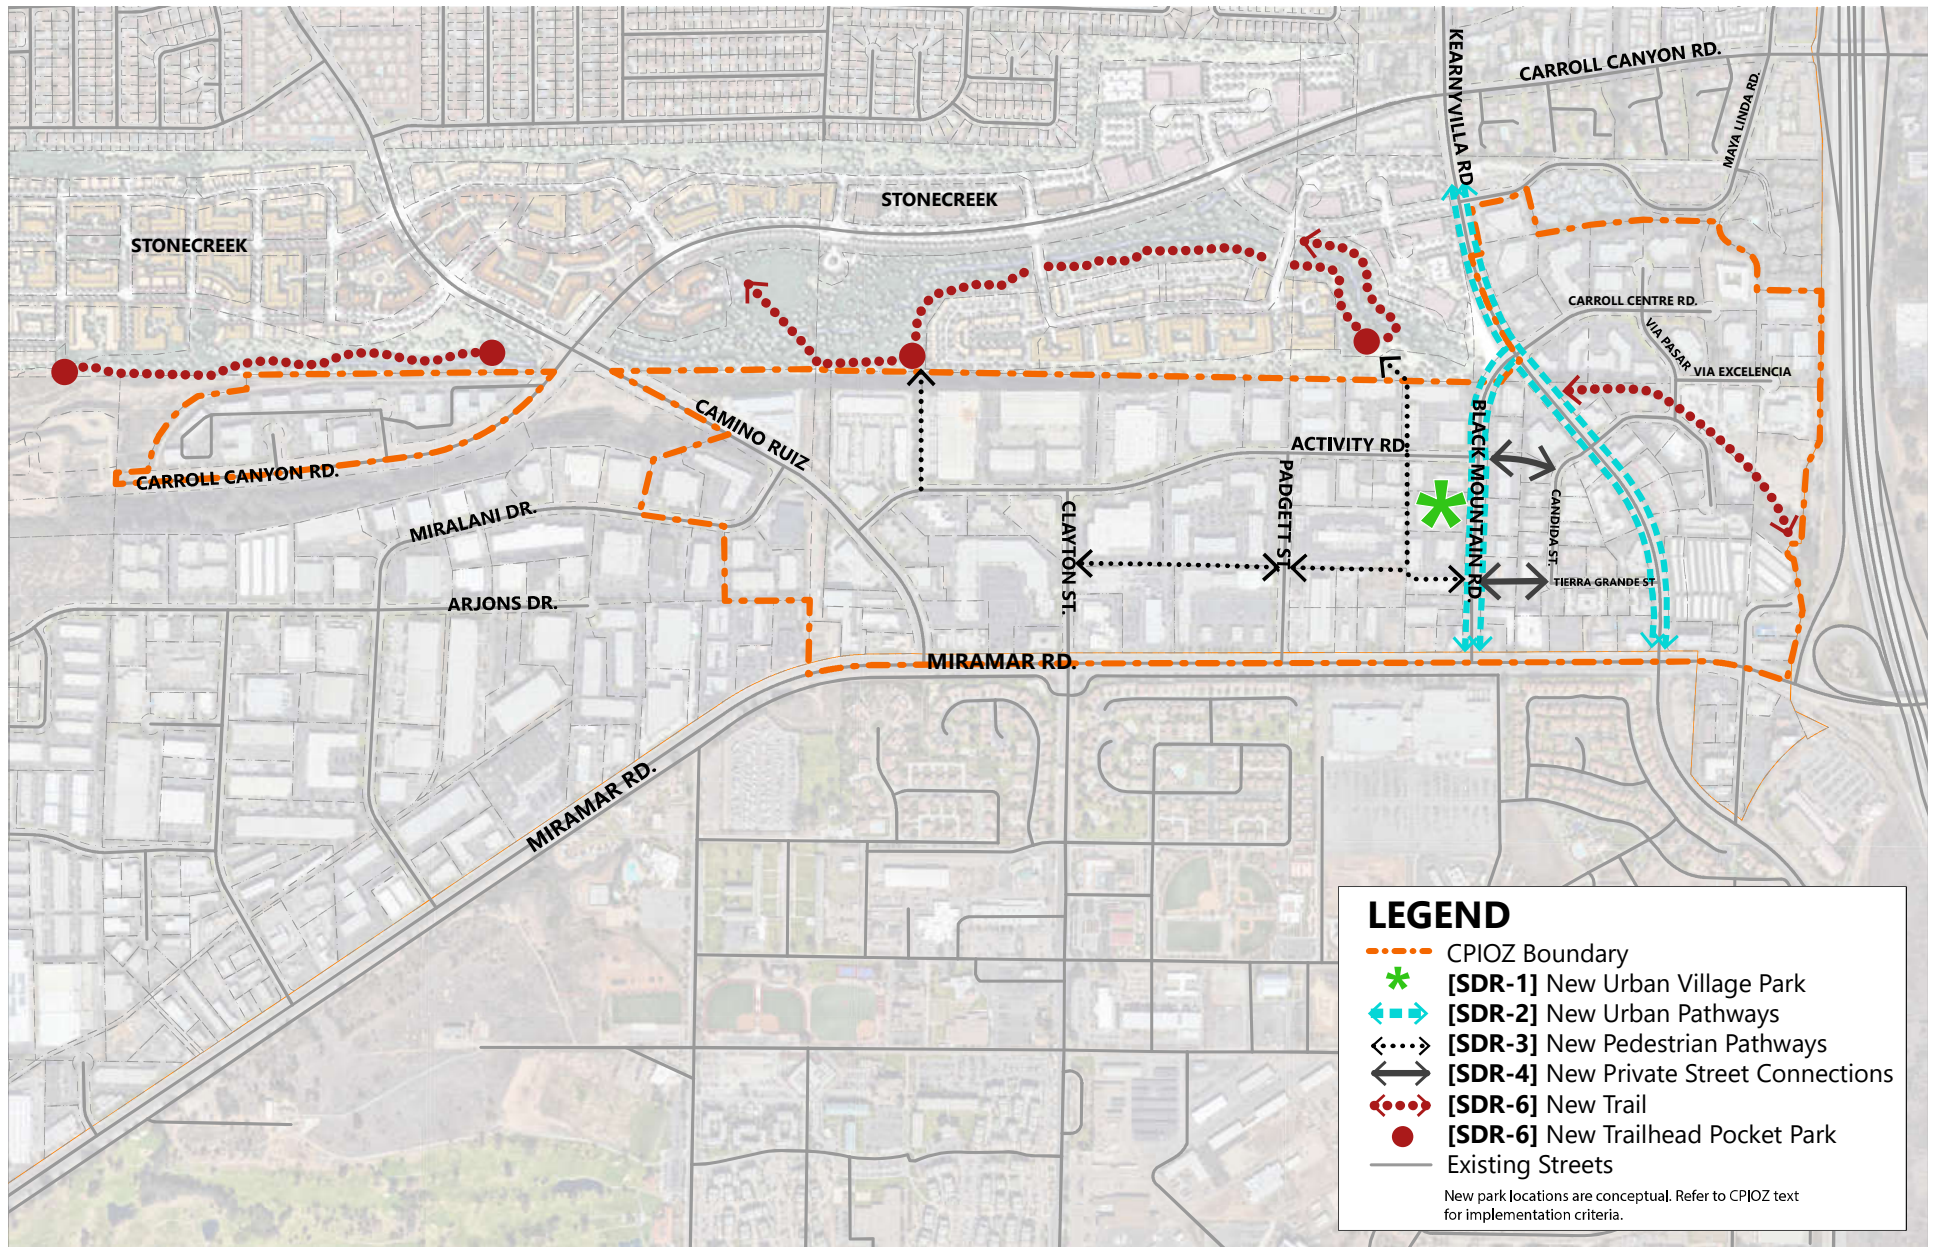 KEARNYVILLA RD
CARROLL CANYON RD.
MAYA LINDA RD.
STONECREEK
STONECREEK
CARROLL CENTRE RD.
VIA PASAR
VIA EXCELENCIA
CAMINO RUIZ
BLACK MOUNTAIN RD.
ACTIVITY RD.
PADGETT ST.
CARROLL CANYON RD.
MIRALANI DR.
CLAYTON ST.
CANDIDA ST.
TIERRA GRANDE ST
ARJONS DR.
MIRAMAR RD.
MIRAMAR RD.
LEGEND
CPIOZ Boundary
[SDR-1] New Urban Village Park
[SDR-2] New Urban Pathways
[SDR-3] New Pedestrian Pathways
[SDR-4] New Private Street Connections
[SDR-6] New Trail
[SDR-6] New Trailhead Pocket Park
Existing Streets
New park locations are conceptual. Refer to CPIOZ text
for implementation criteria.